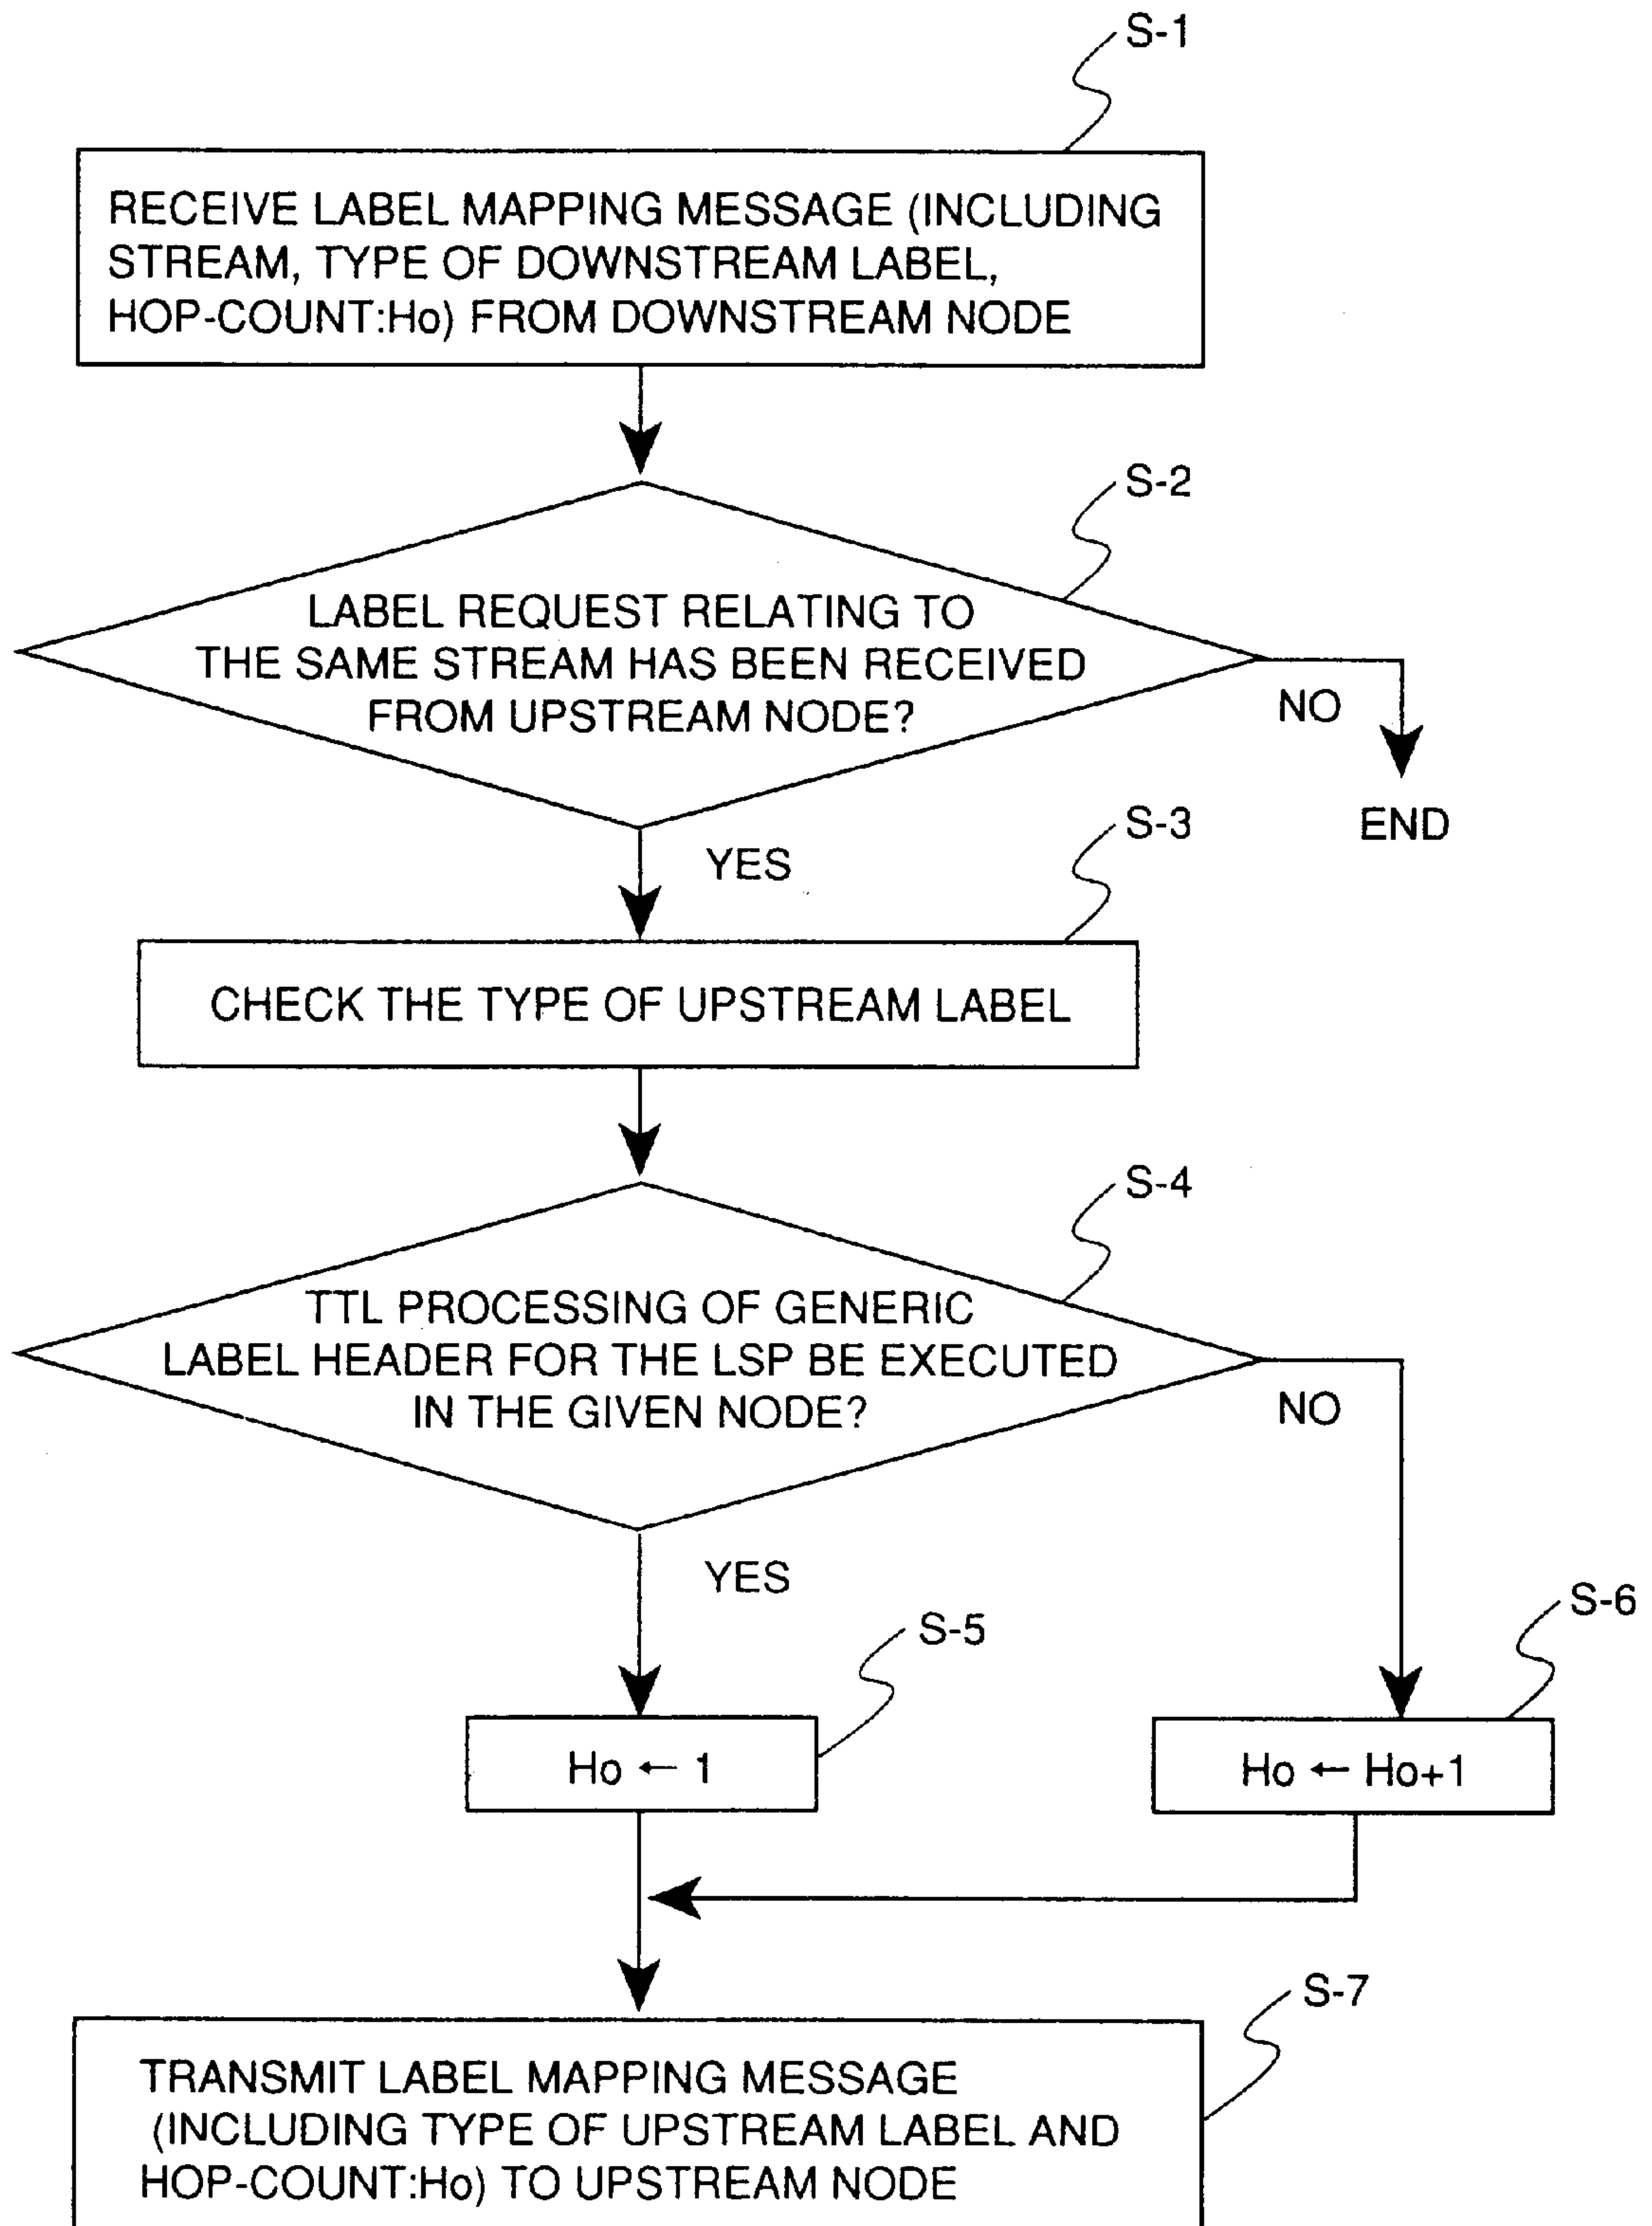 S-1
RECEIVE LABEL MAPPING MESSAGE (INCLUDING
STREAM, TYPE OF DOWNSTREAM LABEL,
HOP-COUNT:Ho) FROM DOWNSTREAM NODE
S-2
LABEL REQUEST RELATING TO
THE SAME STREAM HAS BEEN RECEIVED
FROM UPSTREAM NODE?
NO
END
YES
S-3
CHECK THE TYPE OF UPSTREAM LABEL
S-4
TTL PROCESSING OF GENERIC
LABEL HEADER FOR THE LSP BE EXECUTED
IN THE GIVEN NODE?
NO
YES
S-5
S-6
Ho ← 1
Ho ← Ho+1
S-7
TRANSMIT LABEL MAPPING MESSAGE
(INCLUDING TYPE OF UPSTREAM LABEL AND
HOP-COUNT:Ho) TO UPSTREAM NODE